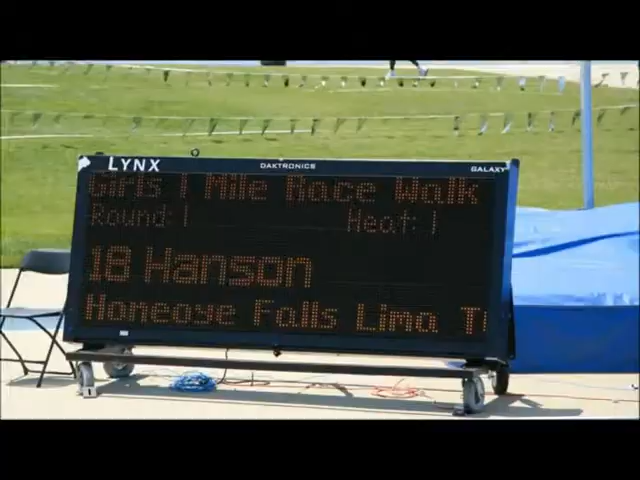 LYNX DAKTRONICS GALAXY
Girls 1 Mile Race Walk
Round: 1 Heat: 1
18 Hanson
Honeoye Falls Lima T